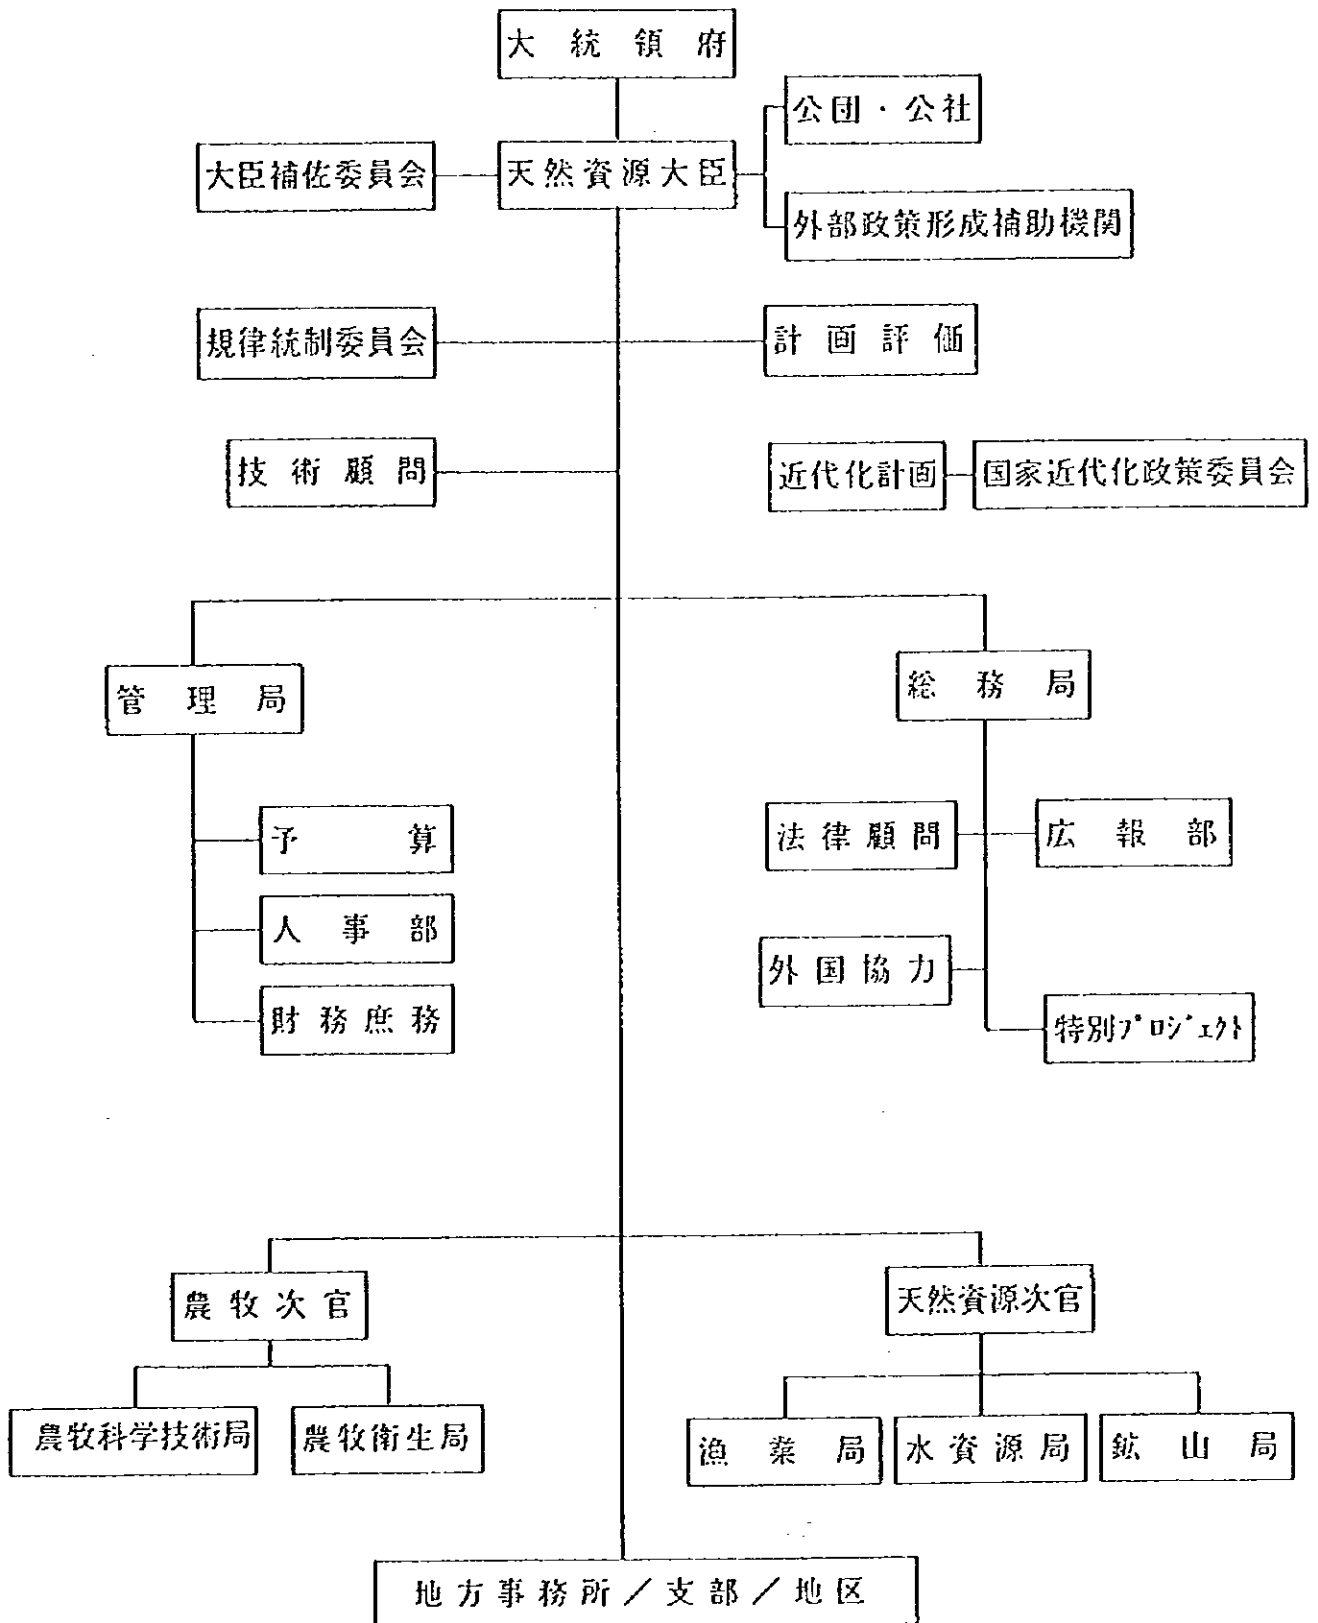 大統領府
公団・公社
大臣補佐委員会
天然資源大臣
外部政策形成補助機関
規律統制委員会
計画評価
技術顧問
近代化計画
国家近代化政策委員会
管理局
総務局
予算
法律顧問
広報部
人事部
外国協力
財務庶務
特別プロジェクト
農牧次官
天然資源次官
農牧科学技術局
農牧衛生局
漁業局
水資源局
鉱山局
地方事務所／支部／地区